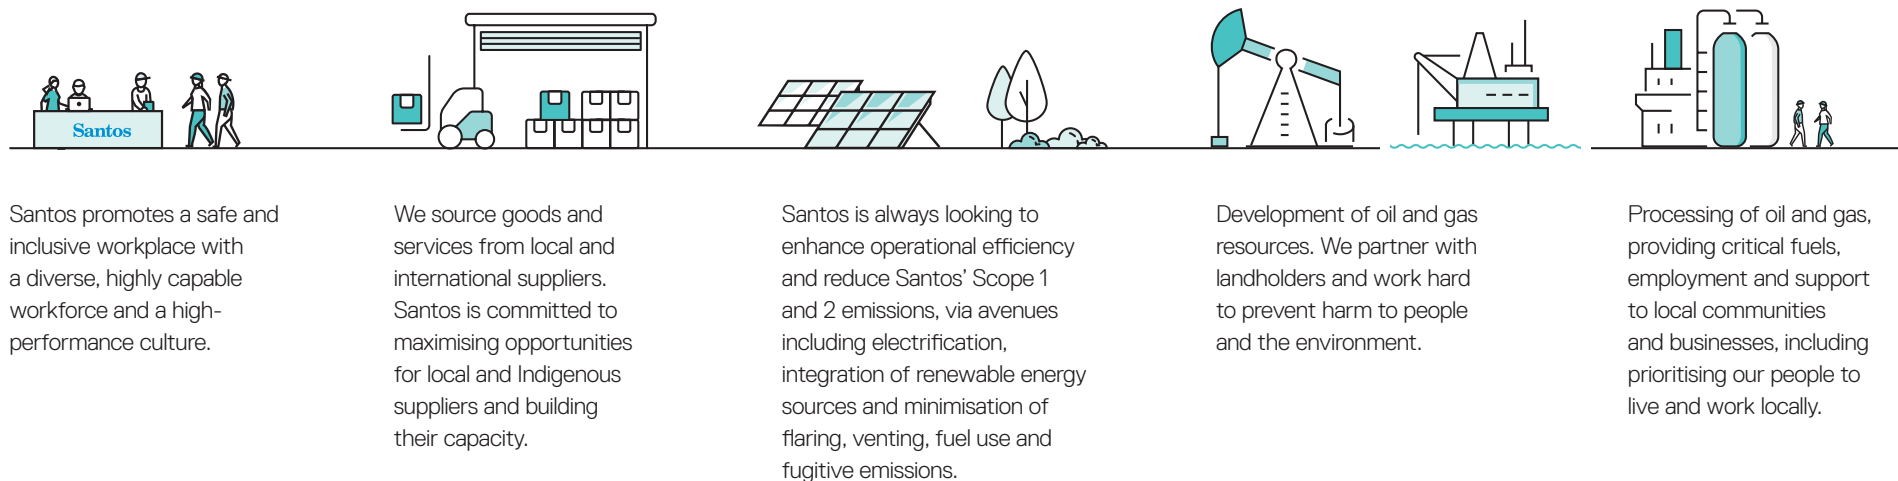 Santos
Santos promotes a safe and
inclusive workplace with
a diverse, highly capable
workforce and a high-
performance culture.
We source goods and
services from local and
international suppliers.
Santos is committed to
maximising opportunities
for local and Indigenous
suppliers and building
their capacity.
Santos is always looking to
enhance operational efficiency
and reduce Santos’ Scope 1
and 2 emissions, via avenues
including electrification,
integration of renewable energy
sources and minimisation of
flaring, venting, fuel use and
fugitive emissions.
Development of oil and gas
resources. We partner with
landholders and work hard
to prevent harm to people
and the environment.
Processing of oil and gas,
providing critical fuels,
employment and support
to local communities
and businesses, including
prioritising our people to
live and work locally.